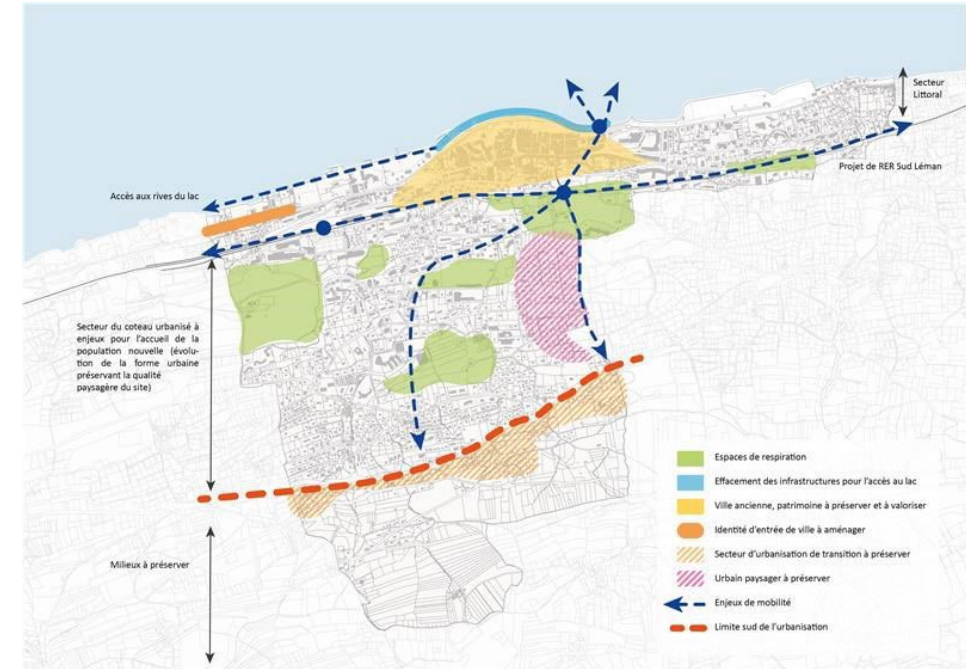 Secteur
Littoral
Projet de RER Sud Léman
Accès aux rives du lac
Secteur du coteau urbanisé à
enjeux pour l'accueil de la
population nouvelle (évolu-
tion de la forme urbaine
préservant la qualité
paysagère du site)
Milieux à préserver
Espaces de respiration
Effacement des infrastructures pour l'accès au lac
Ville ancienne, patrimoine à préserver et à valoriser
Identité d'entrée de ville à aménager
Secteur d'urbanisation de transition à préserver
Urbain paysager à préserver
Enjeux de mobilité
Limite sud de l'urbanisation